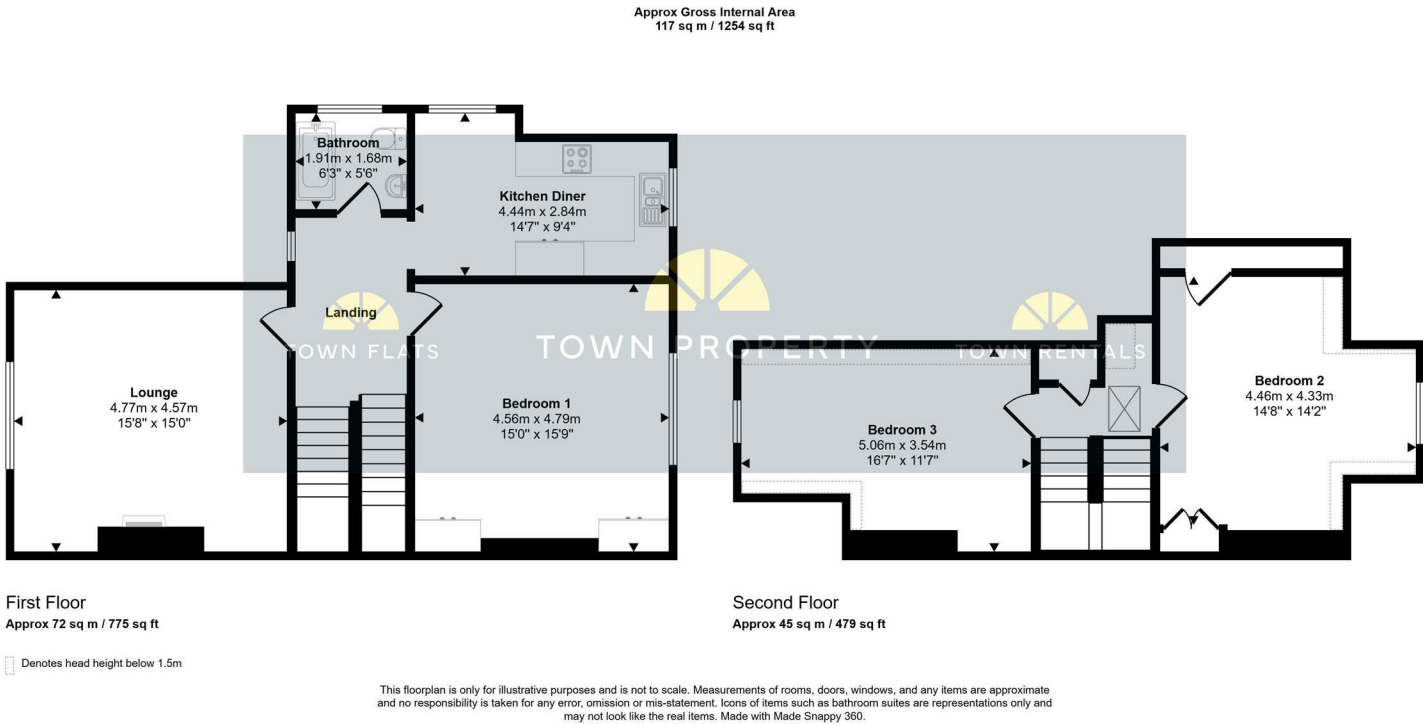 Approx Gross Internal Area
117 sq m / 1254 sq ft
Bathroom
1.91m x 1.68m
6'3" x 5'6"
Kitchen Diner
4.44m x 2.84m
14'7" x 9'4"
Landing
Lounge
4.77m x 4.57m
15'8" x 15'0"
Bedroom 1
4.56m x 4.79m
15'0" x 15'9"
TOWN FLATS
TOWN PROPERTY
TOWN RENTALS
Bedroom 3
5.06m x 3.54m
16'7" x 11'7"
Bedroom 2
4.46m x 4.33m
14'8" x 14'2"
First Floor
Approx 72 sq m / 775 sq ft
Second Floor
Approx 45 sq m / 479 sq ft
Denotes head height below 1.5m
This floorplan is only for illustrative purposes and is not to scale. Measurements of rooms, doors, windows, and any items are approximate
and no responsibility is taken for any error, omission or mis-statement. Icons of items such as bathroom suites are representations only and
may not look like the real items. Made with Made Snappy 360.